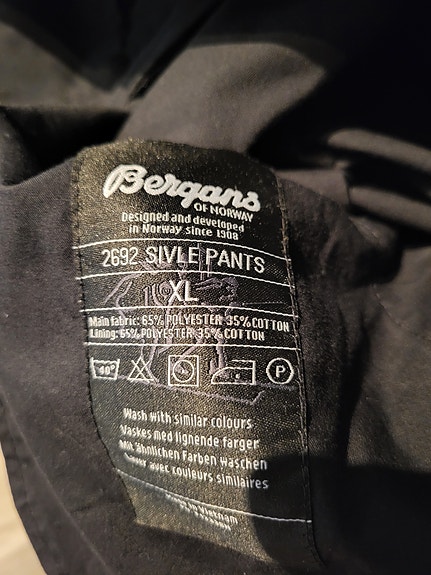 Bergans
OF NORWAY
Designed and developed
in Norway since 1908
2692 SIVLE PANTS
XL
Main fabric: 65% POLYESTER 35%COTTON
Lining: 65% POLYESTER 35%COTTON
40°
P
Wash with similar colours
Vaskes med lignende farger
Mit ähnlichen Farben waschen
avec couleurs similaires
in Vietnam